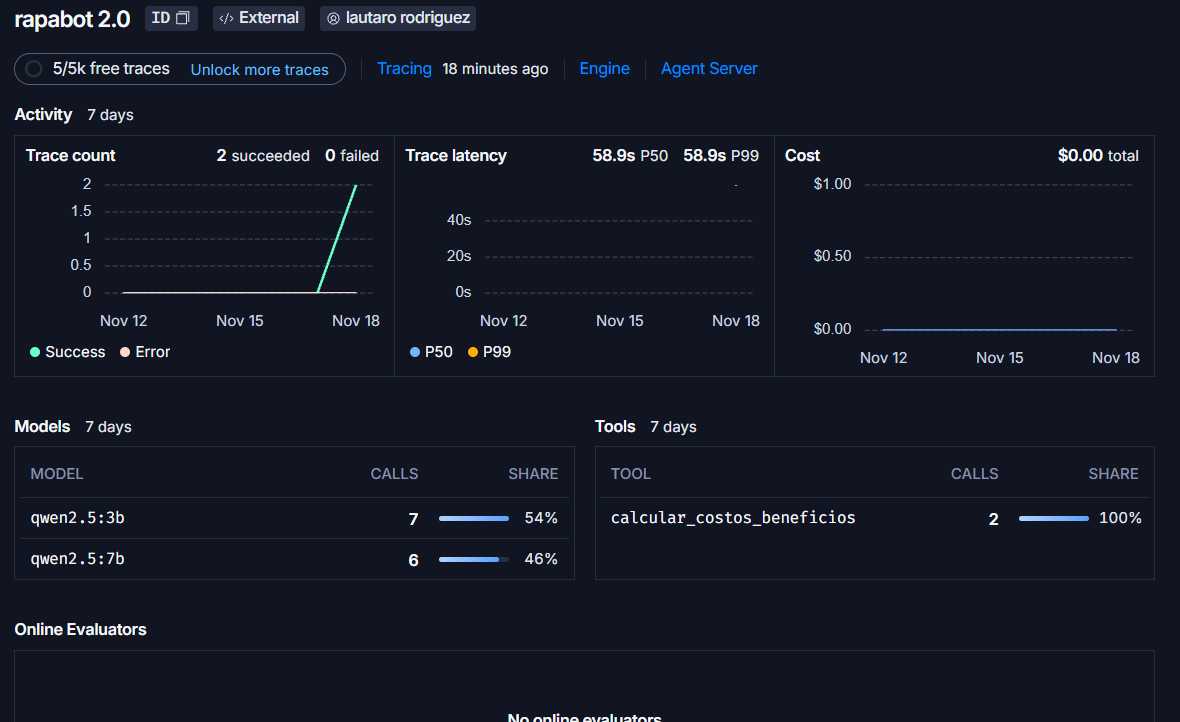 rapabot 2.0 ID External lautaro rodriguez
5/5k free traces Unlock more traces Tracing 18 minutes ago Engine Agent Server
Activity 7 days
Trace count 2 succeeded 0 failed
2
1.5
1
0.5
0
Nov 12 Nov 15 Nov 18
Success Error
Trace latency 58.9s P50 58.9s P99
40s
20s
0s
Nov 12 Nov 15 Nov 18
P50 P99
Cost $0.00 total
$1.00
$0.50
$0.00
Nov 12 Nov 15 Nov 18
Models 7 days
MODEL CALLS SHARE
qwen2.5:3b 7 54%
qwen2.5:7b 6 46%
Tools 7 days
TOOL CALLS SHARE
calcular_costos_beneficios 2 100%
Online Evaluators
No online evaluators